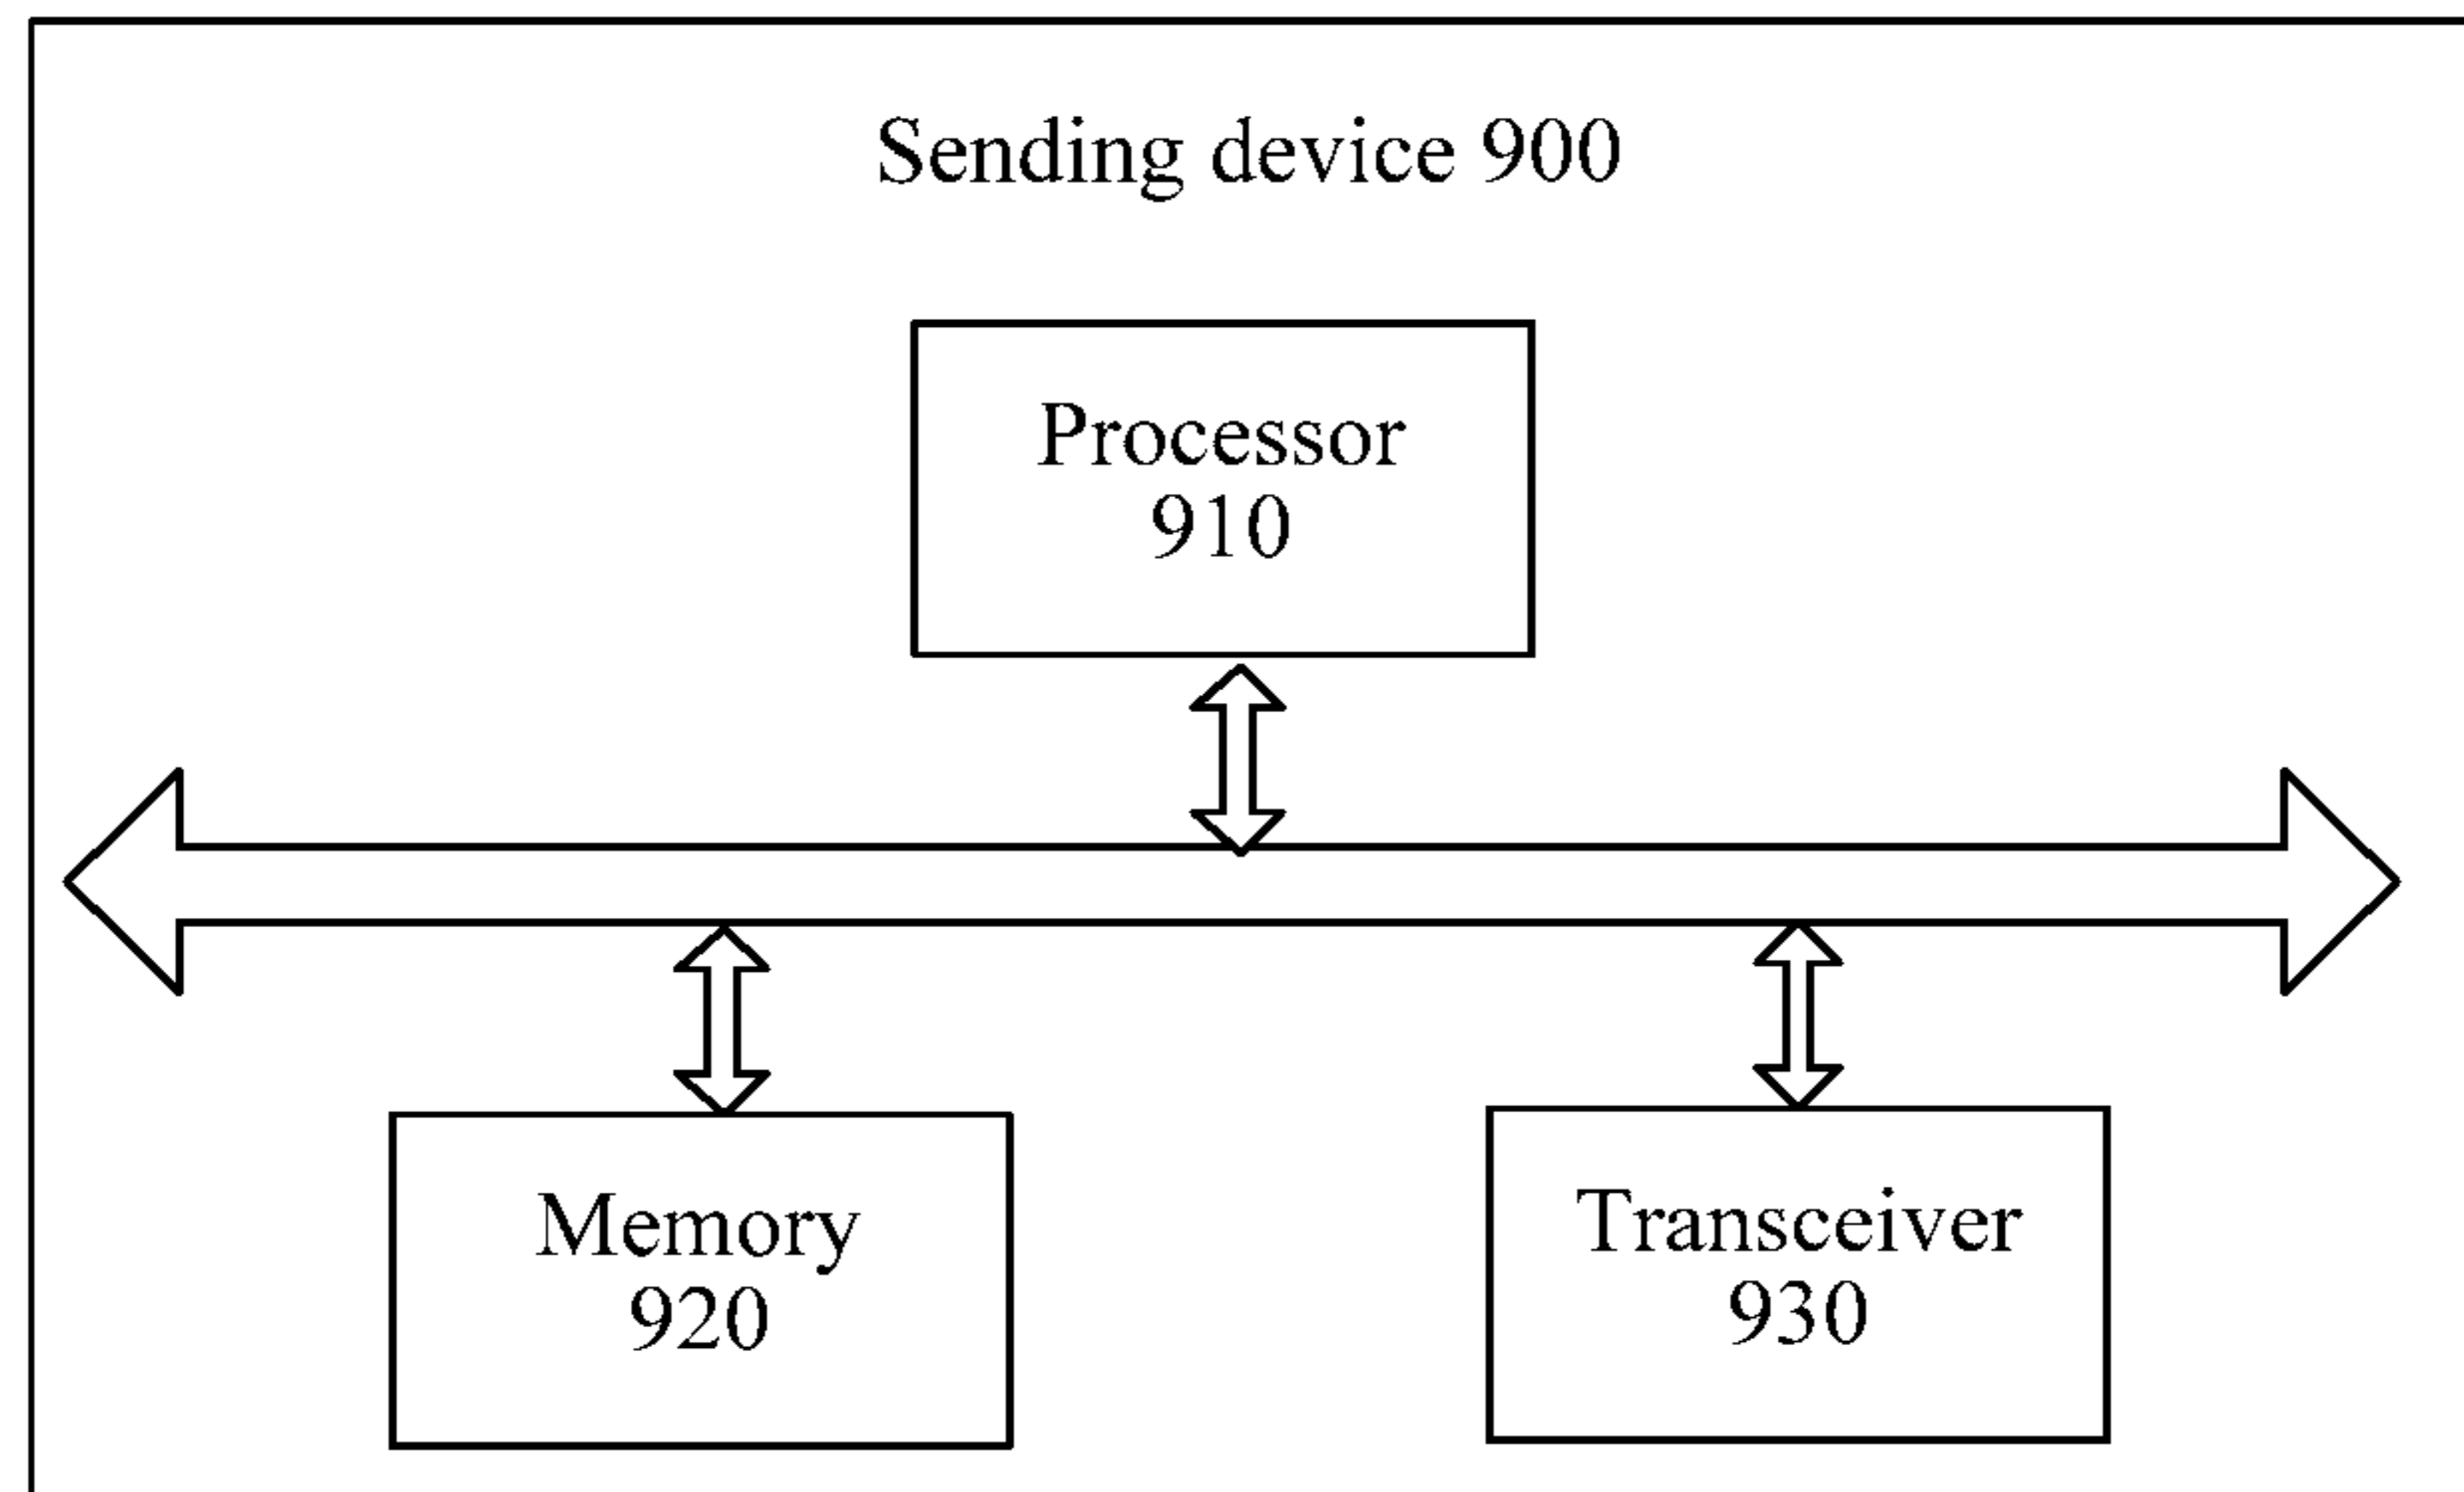 Sending device 900
Processor
910
Memory
920
Transceiver
930